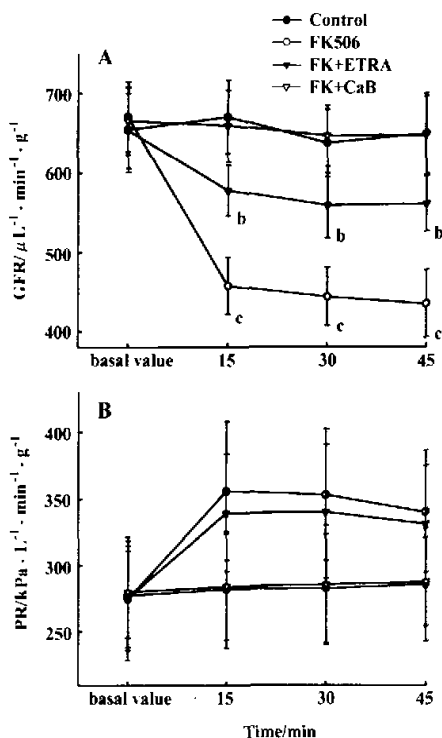 Control
FK506
FK+ETRA
FK+CaB
A
700
600
500
400
GFR/μL⁻¹·min⁻¹·g⁻¹
b
b
b
c
c
c
basal value 15 30 45
B
400
350
300
250
PR/kPa·L⁻¹·min⁻¹·g⁻¹
basal value 15 30 45
Time/min